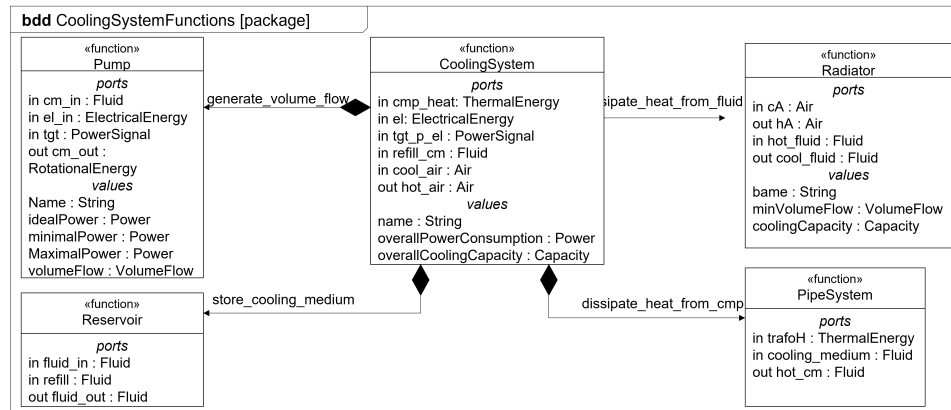 bdd CoolingSystemFunctions [package]
«function»
Pump
ports
in cm_in : Fluid
in el_in : ElectricalEnergy
in tgt : PowerSignal
out cm_out :
RotationalEnergy
values
Name : String
idealPower : Power
minimalPower : Power
MaximalPower : Power
volumeFlow : VolumeFlow
generate_volume_flow
«function»
CoolingSystem
ports
in cmp_heat: ThermalEnergy
in el: ElectricalEnergy
in tgt_p_el : PowerSignal
in refill_cm : Fluid
in cool_air : Air
out hot_air : Air
values
name : String
overallPowerConsumption : Power
overallCoolingCapacity : Capacity
sipate_heat_from_fluid
«function»
Radiator
ports
in cA : Air
out hA : Air
in hot_fluid : Fluid
out cool_fluid : Fluid
values
bame : String
minVolumeFlow : VolumeFlow
coolingCapacity : Capacity
«function»
Reservoir
ports
in fluid_in : Fluid
in refill : Fluid
out fluid_out : Fluid
store_cooling_medium
dissipate_heat_from_cmp
«function»
PipeSystem
ports
in trafoH : ThermalEnergy
in cooling_medium : Fluid
out hot_cm : Fluid